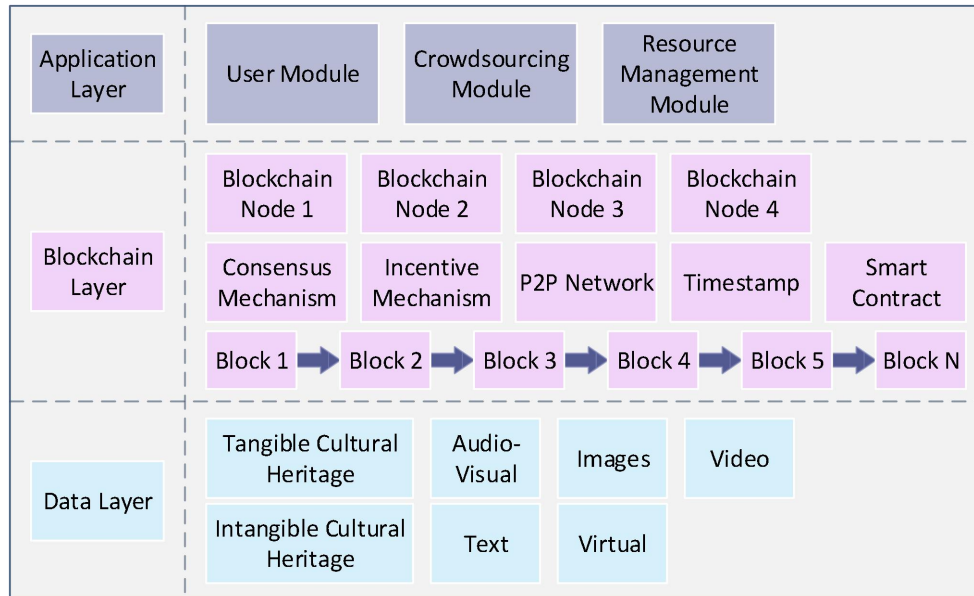 Application
Layer
User Module
Crowdsourcing
Module
Resource
Management
Module
Blockchain
Layer
Blockchain
Node 1
Blockchain
Node 2
Blockchain
Node 3
Blockchain
Node 4
Consensus
Mechanism
Incentive
Mechanism
P2P Network
Timestamp
Smart
Contract
Block 1
Block 2
Block 3
Block 4
Block 5
Block N
Data Layer
Tangible Cultural
Heritage
Audio-
Visual
Images
Video
Intangible Cultural
Heritage
Text
Virtual